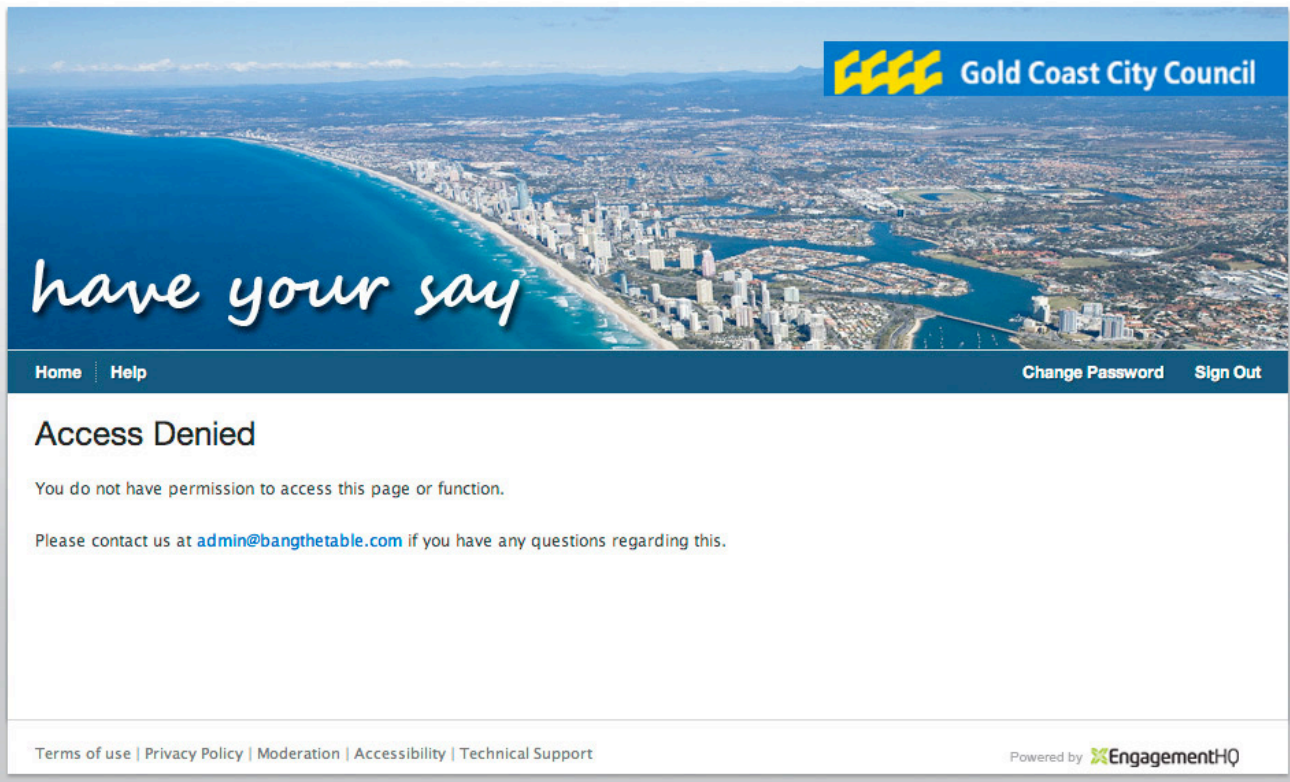 Gold Coast City Council
have your say
Home Help Change Password Sign Out
Access Denied
You do not have permission to access this page or function.
Please contact us at admin@bangthetable.com if you have any questions regarding this.
Terms of use | Privacy Policy | Moderation | Accessibility | Technical Support
Powered by EngagementHQ